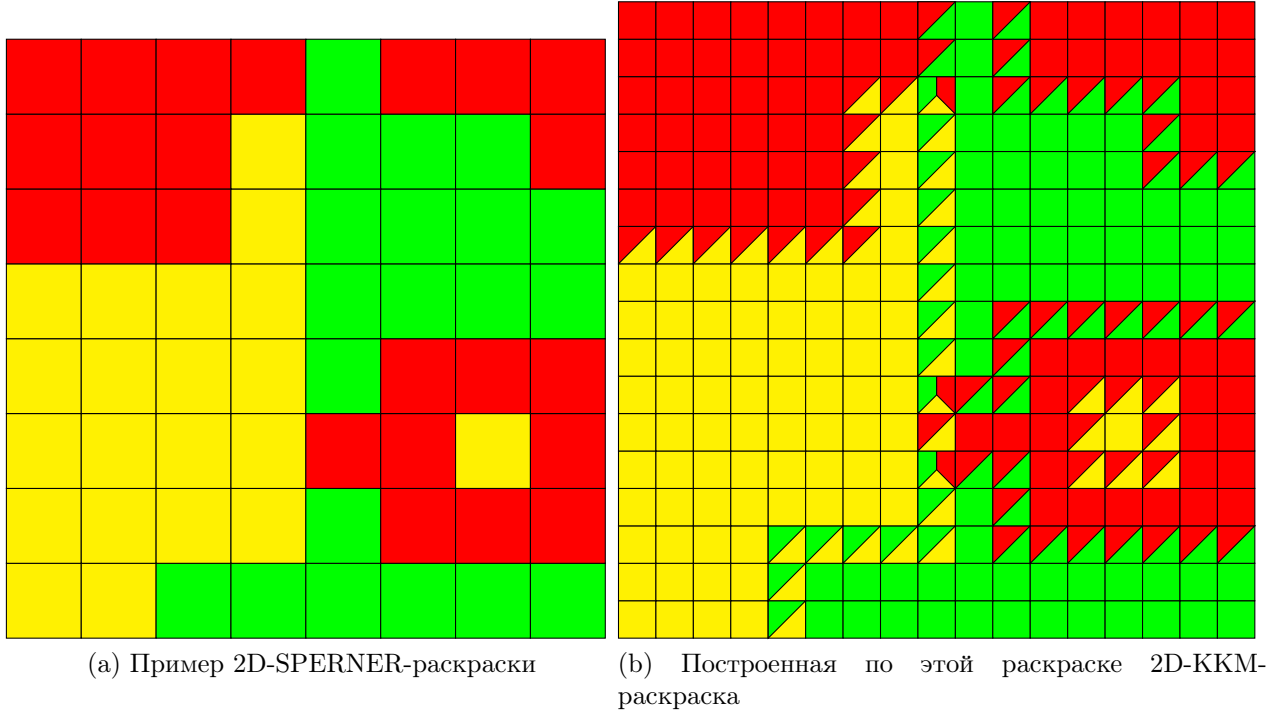 (a) Пример 2D-SPERNER-раскраски
(b) Построенная по этой раскраске 2D-KKM-
раскраска